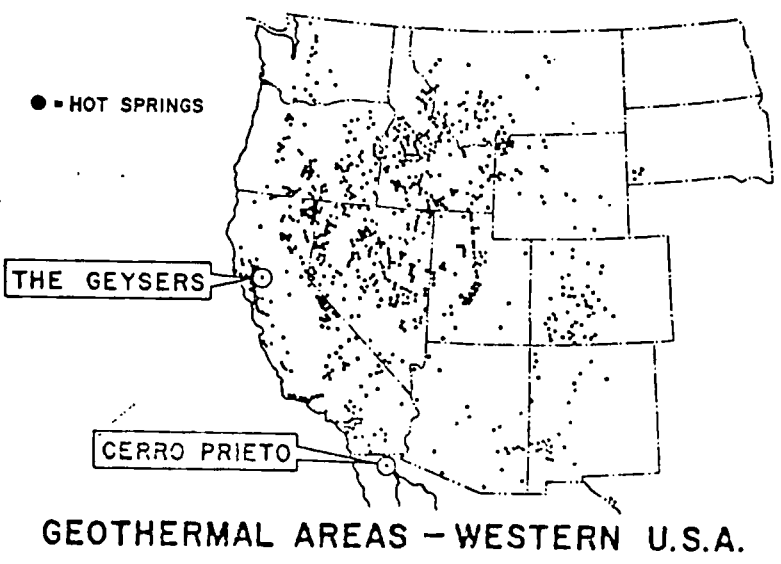 ● = HOT SPRINGS
THE GEYSERS
CERRO PRIETO
GEOTHERMAL AREAS – WESTERN U.S.A.